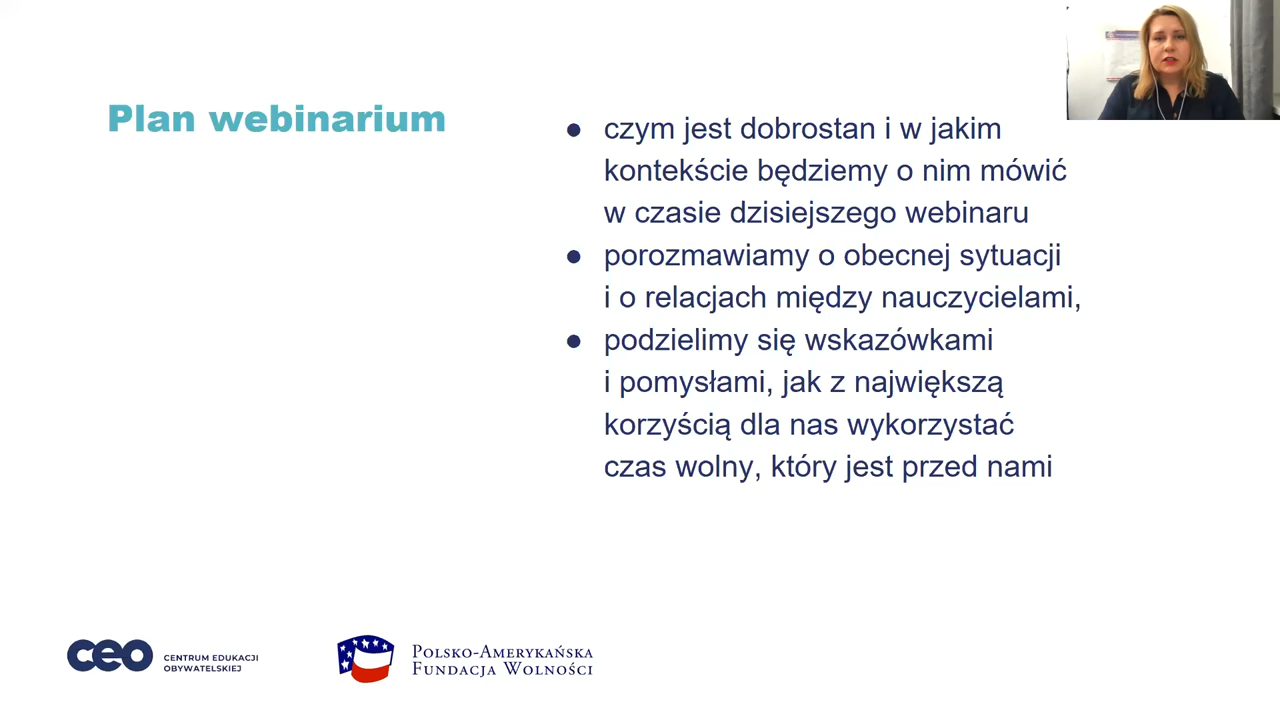 Plan webinarium
● czym jest dobrostan i w jakim
kontekście będziemy o nim mówić
w czasie dzisiejszego webinaru
● porozmawiamy o obecnej sytuacji
i o relacjach między nauczycielami,
● podzielimy się wskazówkami
i pomysłami, jak z największą
korzyścią dla nas wykorzystać
czas wolny, który jest przed nami
ceo
CENTRUM EDUKACJI
OBYWATELSKIEJ
POLSKO-AMERYKAŃSKA
FUNDACJA WOLNOŚCI